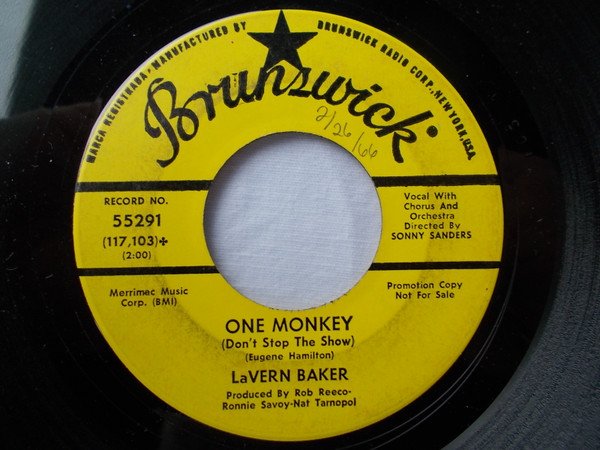 MARCA REGISTRADA • MANUFACTURED BY BRUNSWICK RADIO CORP., NEW YORK, USA
Brunswick
2/26/66
RECORD NO.
55291
(117,103)✤
(2:00)
Vocal With
Chorus And
Orchestra
Directed By
SONNY SANDERS
Merrimac Music
Corp. (BMI)
Promotion Copy
Not For Sale
ONE MONKEY
(Don't Stop The Show)
(Eugene Hamilton)
LaVERN BAKER
Produced By Rob Reeco-
Ronnie Savoy-Nat Tarnopol